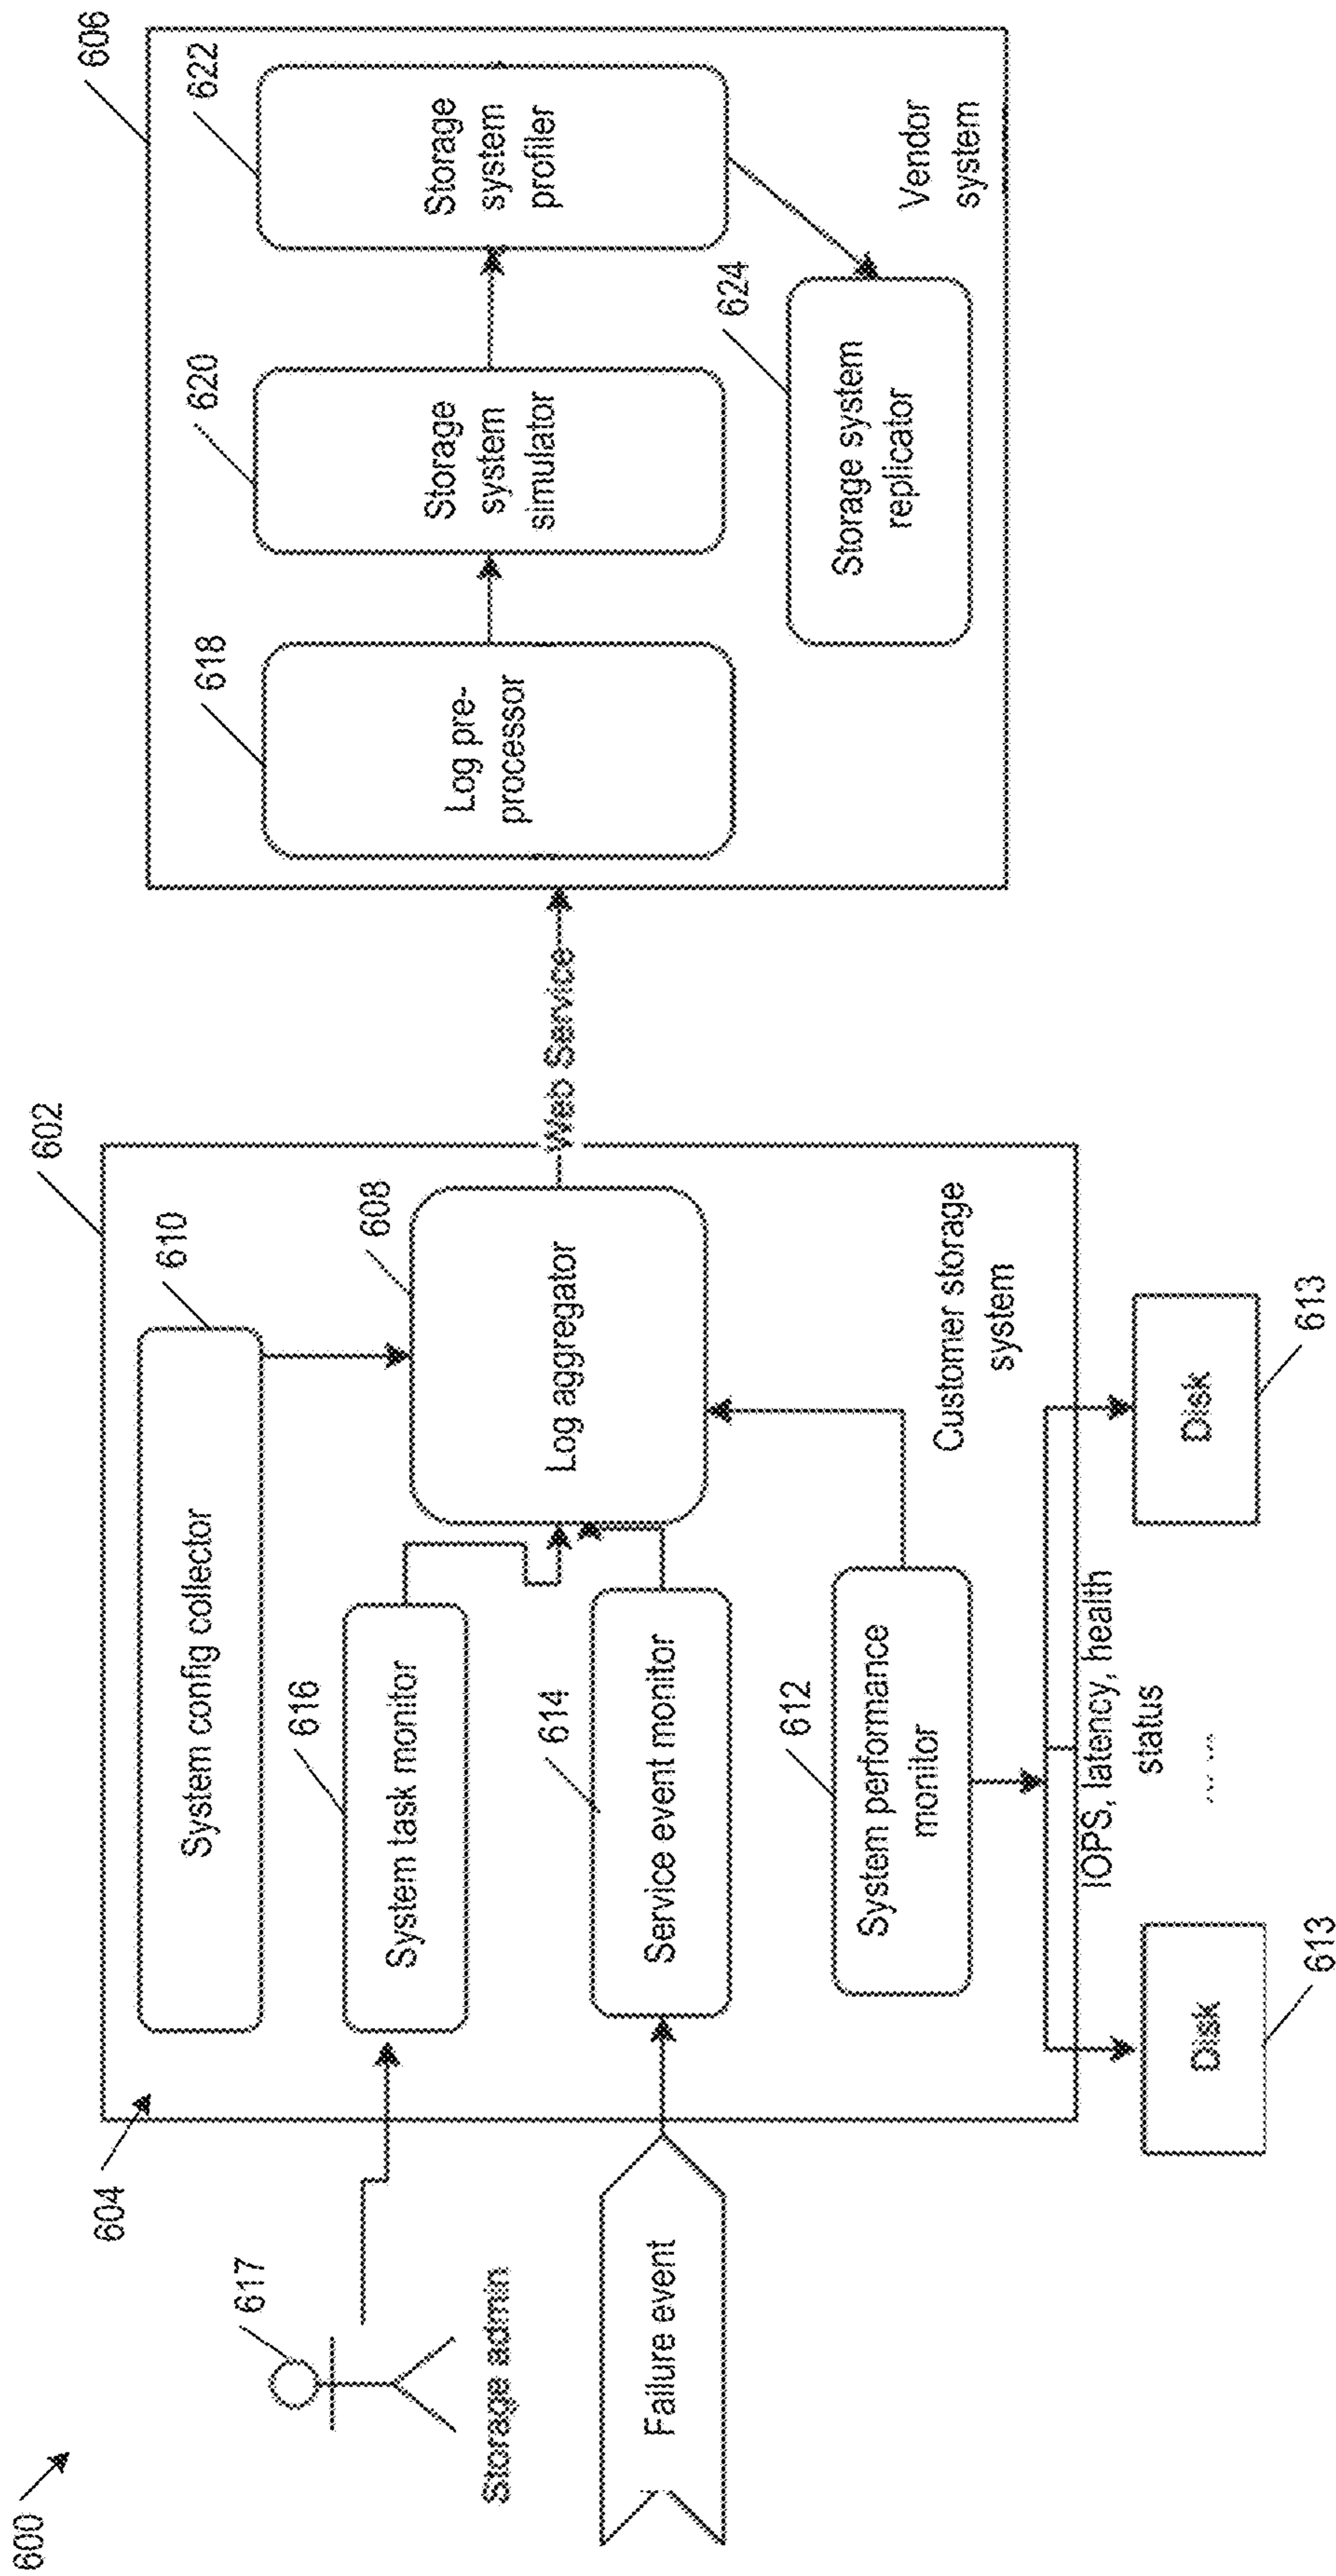 600
604
602
606
617
Storage admin
Failure event
System config collector
610
616
System task monitor
614
Service event monitor
612
System performance
monitor
608
Log aggregator
Customer storage
system
IOPS, latency, health
status
... ...
Disk
613
Disk
613
Web Service
618
Log pre-
processor
620
Storage
system
simulator
622
Storage
system
profiler
624
Storage system
replicator
Vendor
system